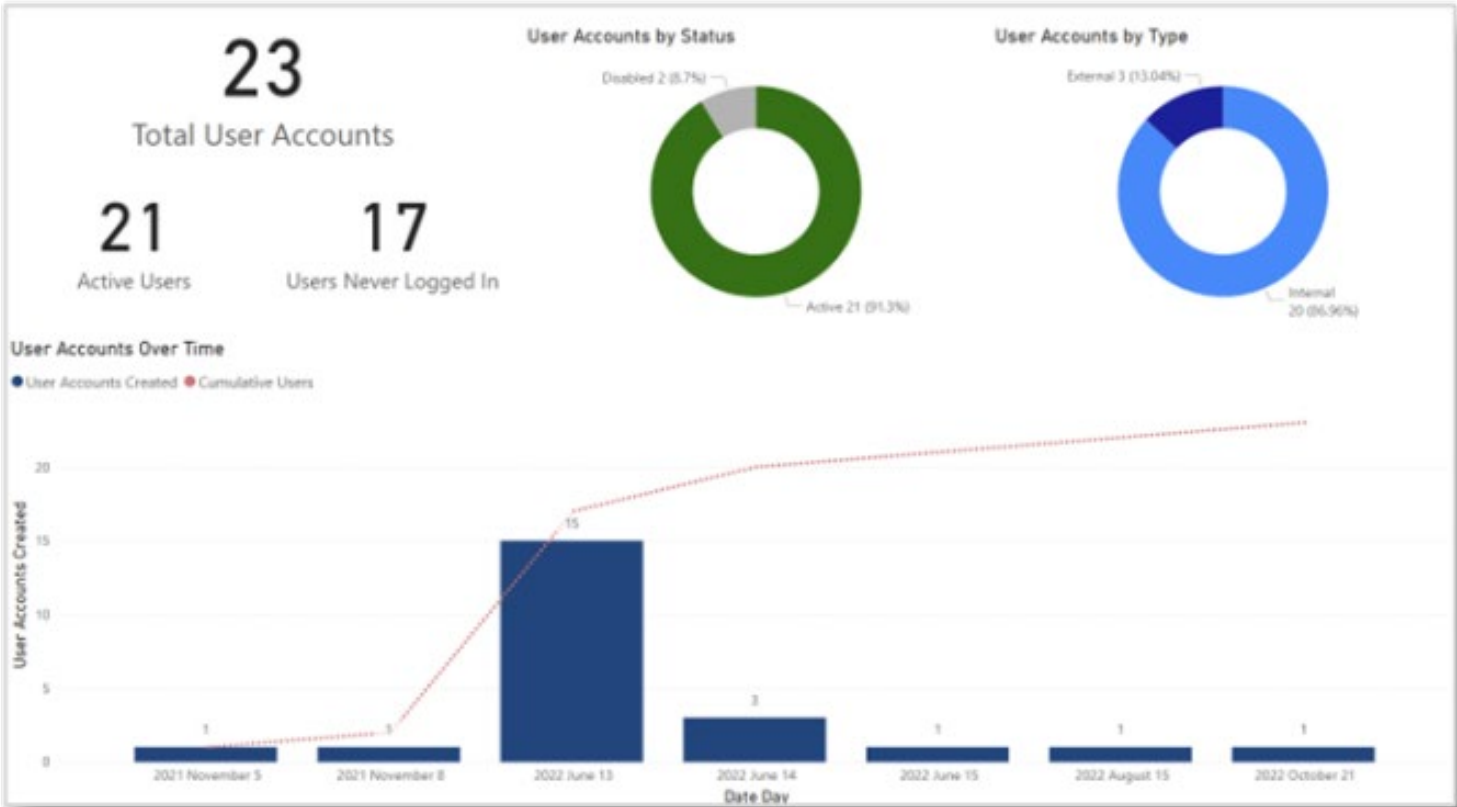 23
Total User Accounts
21
Active Users
17
Users Never Logged In
User Accounts by Status
Disabled 2 (8.7%)
Active 21 (91.3%)
User Accounts by Type
External 3 (13.04%)
Internal
20 (86.96%)
User Accounts Over Time
User Accounts Created Cumulative Users
User Accounts Created
20
15
10
5
0
1
1
15
3
1
1
1
2021 November 5
2021 November 8
2022 June 13
2022 June 14
2022 June 15
2022 August 15
2022 October 21
Date Day